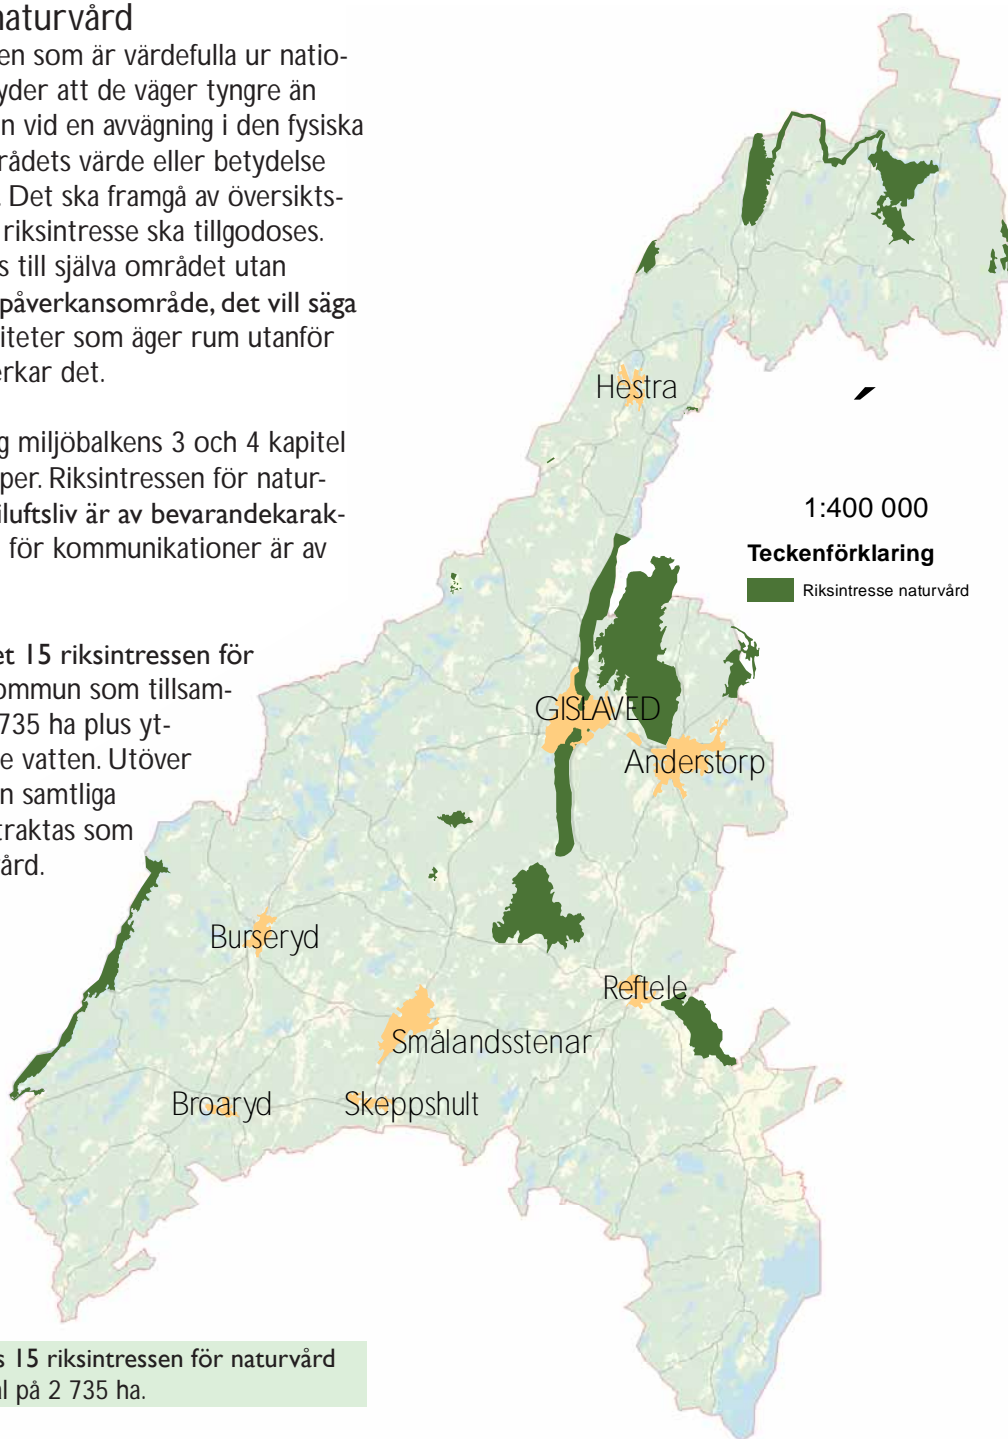 naturvård
en som är värdefulla ur natio-
yder att de väger tyngre än
n vid en avvägning i den fysiska
rådets värde eller betydelse
. Det ska framgå av översikts-
riksintresse ska tillgodoses.
s till själva området utan
påverkansområde, det vill säga
iteter som äger rum utanför
erkar det.
g miljöbalkens 3 och 4 kapitel
per. Riksintressen för natur-
iluftsliv är av bevarandekarak-
för kommunikationer är av
et 15 riksintressen för
ommun som tillsam-
735 ha plus yt-
e vatten. Utöver
n samtliga
traktas som
ård.
s 15 riksintressen för naturvård
al på 2 735 ha.
Hestra
1:400 000
Teckenförklaring
Riksintresse naturvård
GISLAVED
Anderstorp
Burseryd
Reftele
Smålandsstenar
Broaryd
Skeppshult